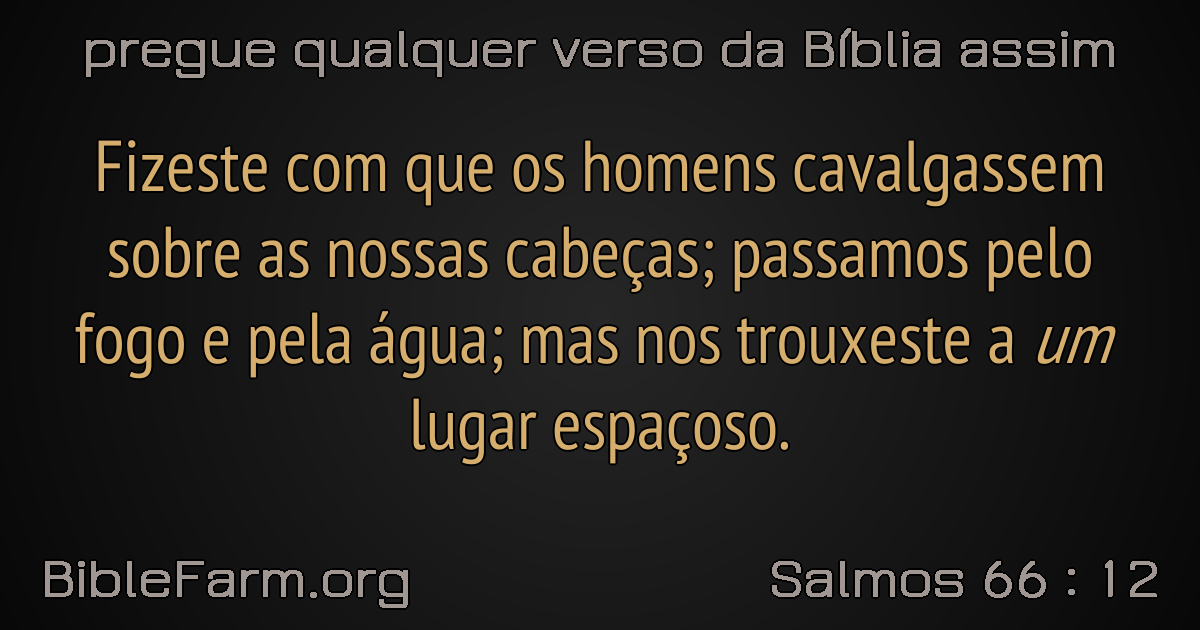 pregue qualquer verso da Bíblia assim
Fizeste com que os homens cavalgassem
sobre as nossas cabeças; passamos pelo
fogo e pela água; mas nos trouxeste a um
lugar espaçoso.
BibleFarm.org
Salmos 66 : 12